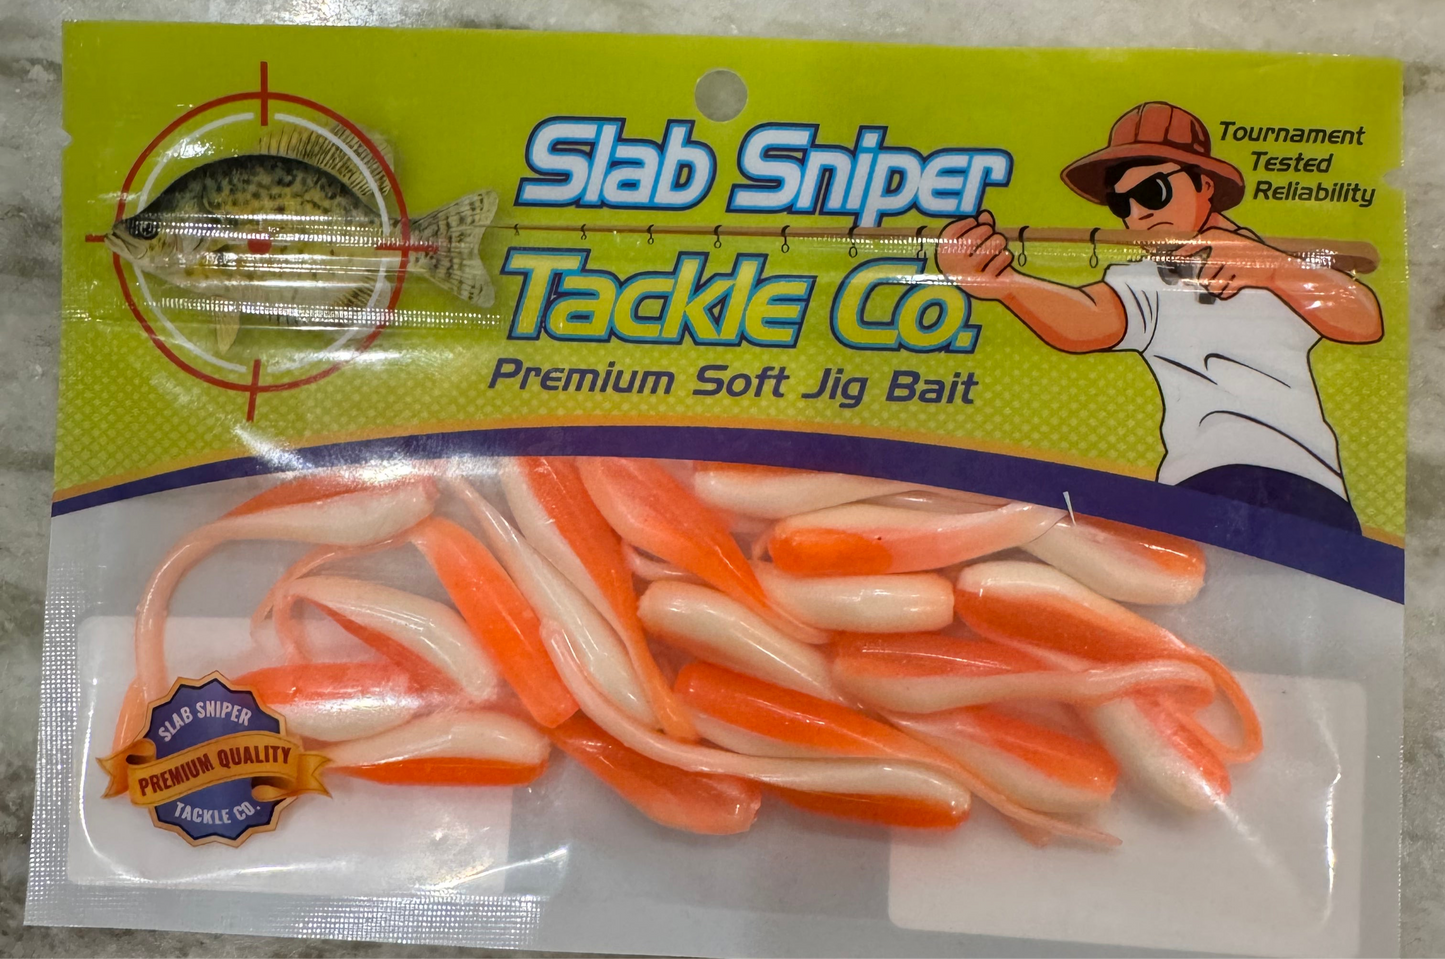 Slab Sniper
Tackle Co.
Premium Soft Jig Bait
Tournament
Tested
Reliability
SLAB SNIPER
PREMIUM QUALITY
TACKLE CO.